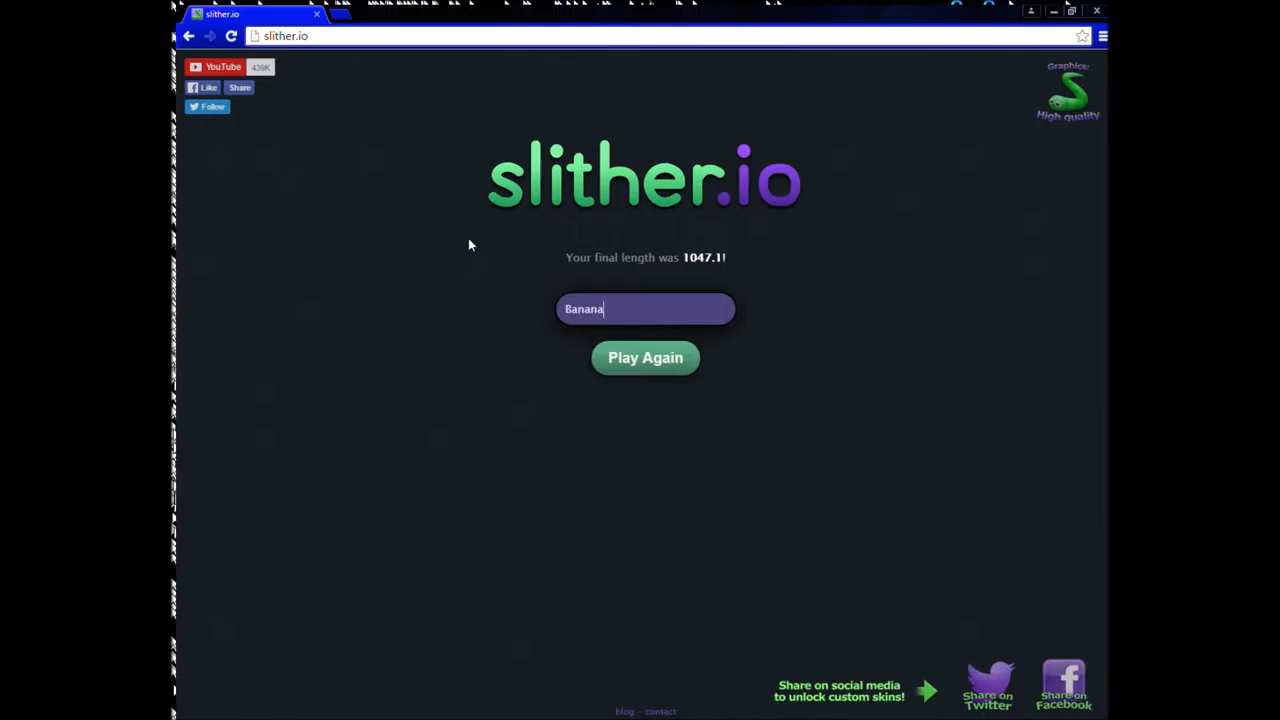 slither.io
slither.io
YouTube 439K
Like Share
Follow
Graphics:
High quality
slither.io
Your final length was 1047.1!
Banana
Play Again
Share on social media
to unlock custom skins!
Share on
Twitter
Share on
Facebook
blog - contact